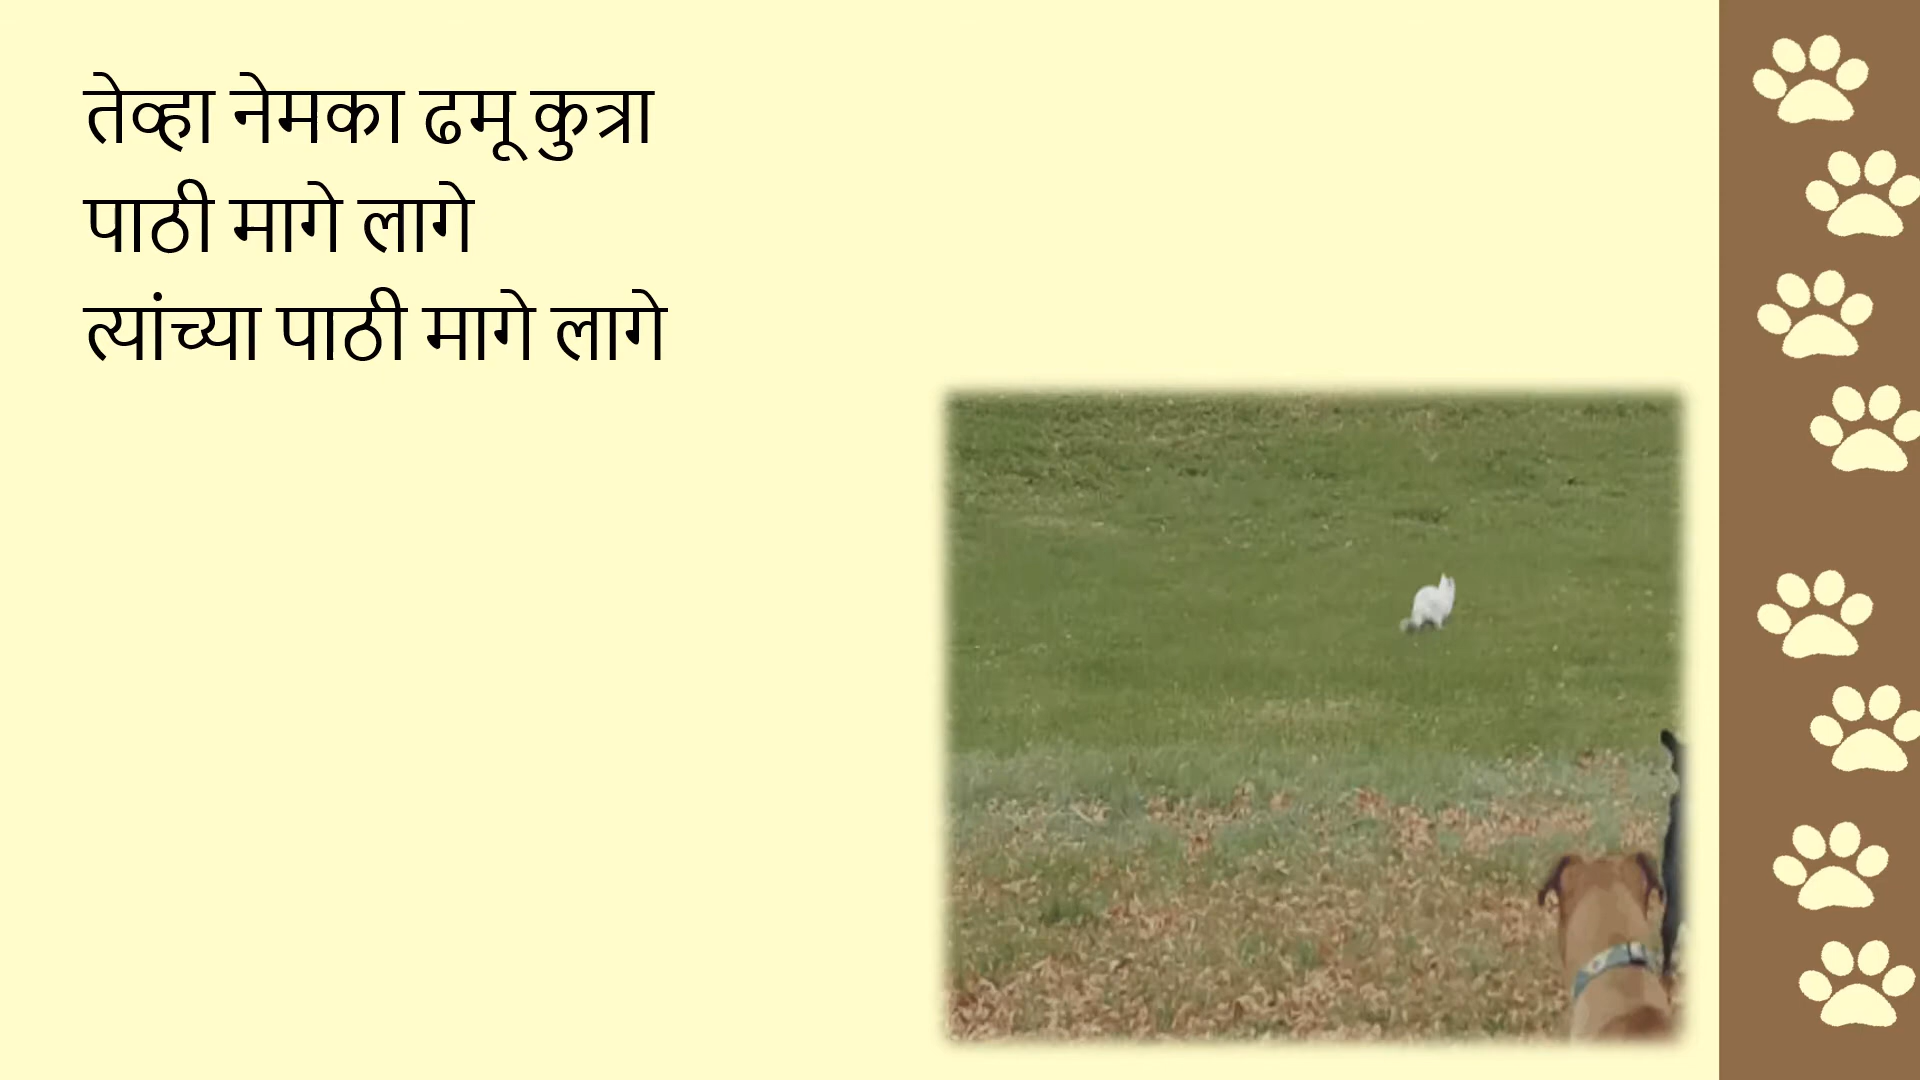 तेव्हा नेमका ढमू कुत्रा
पाठी मागे लागे
त्यांच्या पाठी मागे लागे